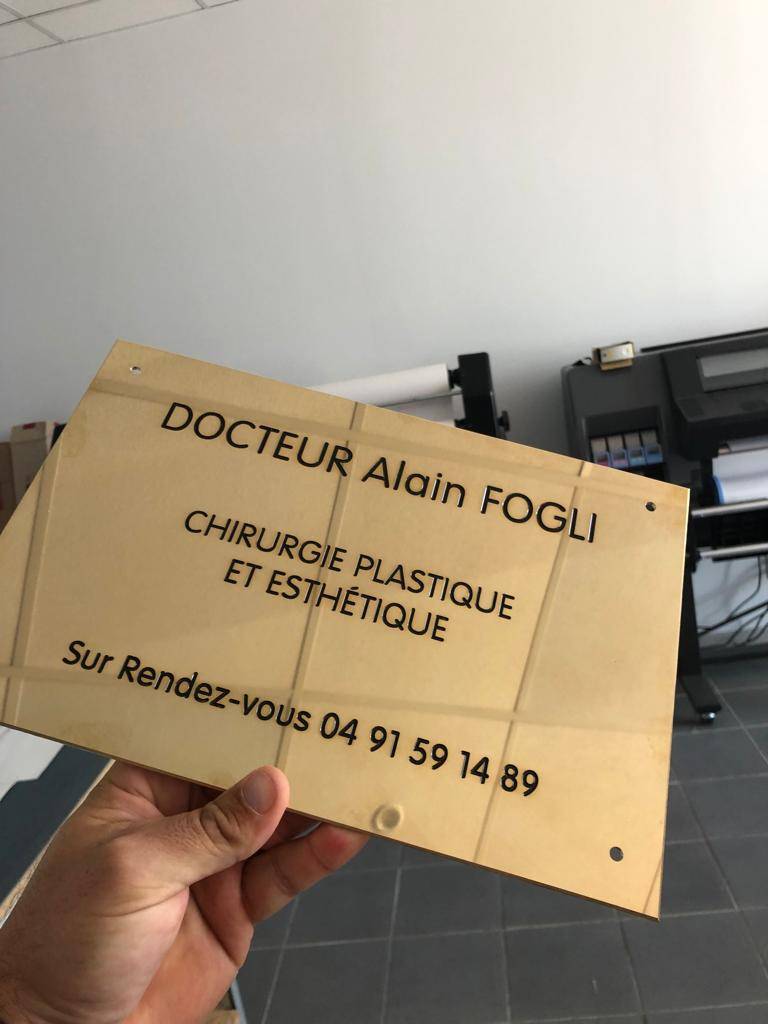 DOCTEUR Alain FOGLI
CHIRURGIE PLASTIQUE
ET ESTHÉTIQUE
Sur Rendez-vous 04 91 59 14 89